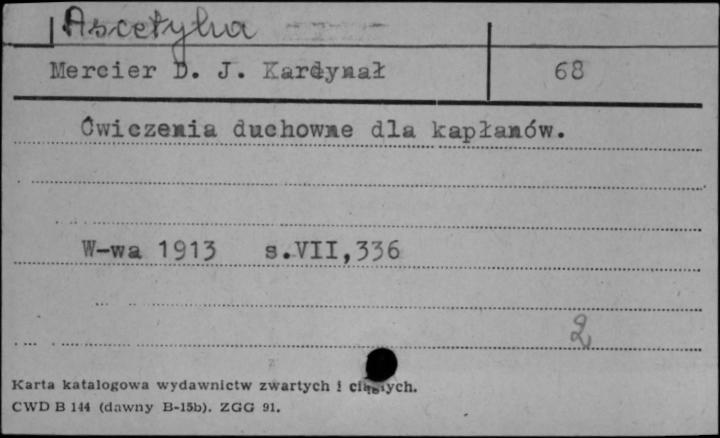 Ascetyka
Mercier D. J. Kardynał 68
Ćwiczenia duchowne dla kapłanów.
W-wa 1913 s.VII,336
2
Karta katalogowa wydawnictw zwartych i ciągłych.
CWD B 144 (dawny B-15b). ZGG 91.